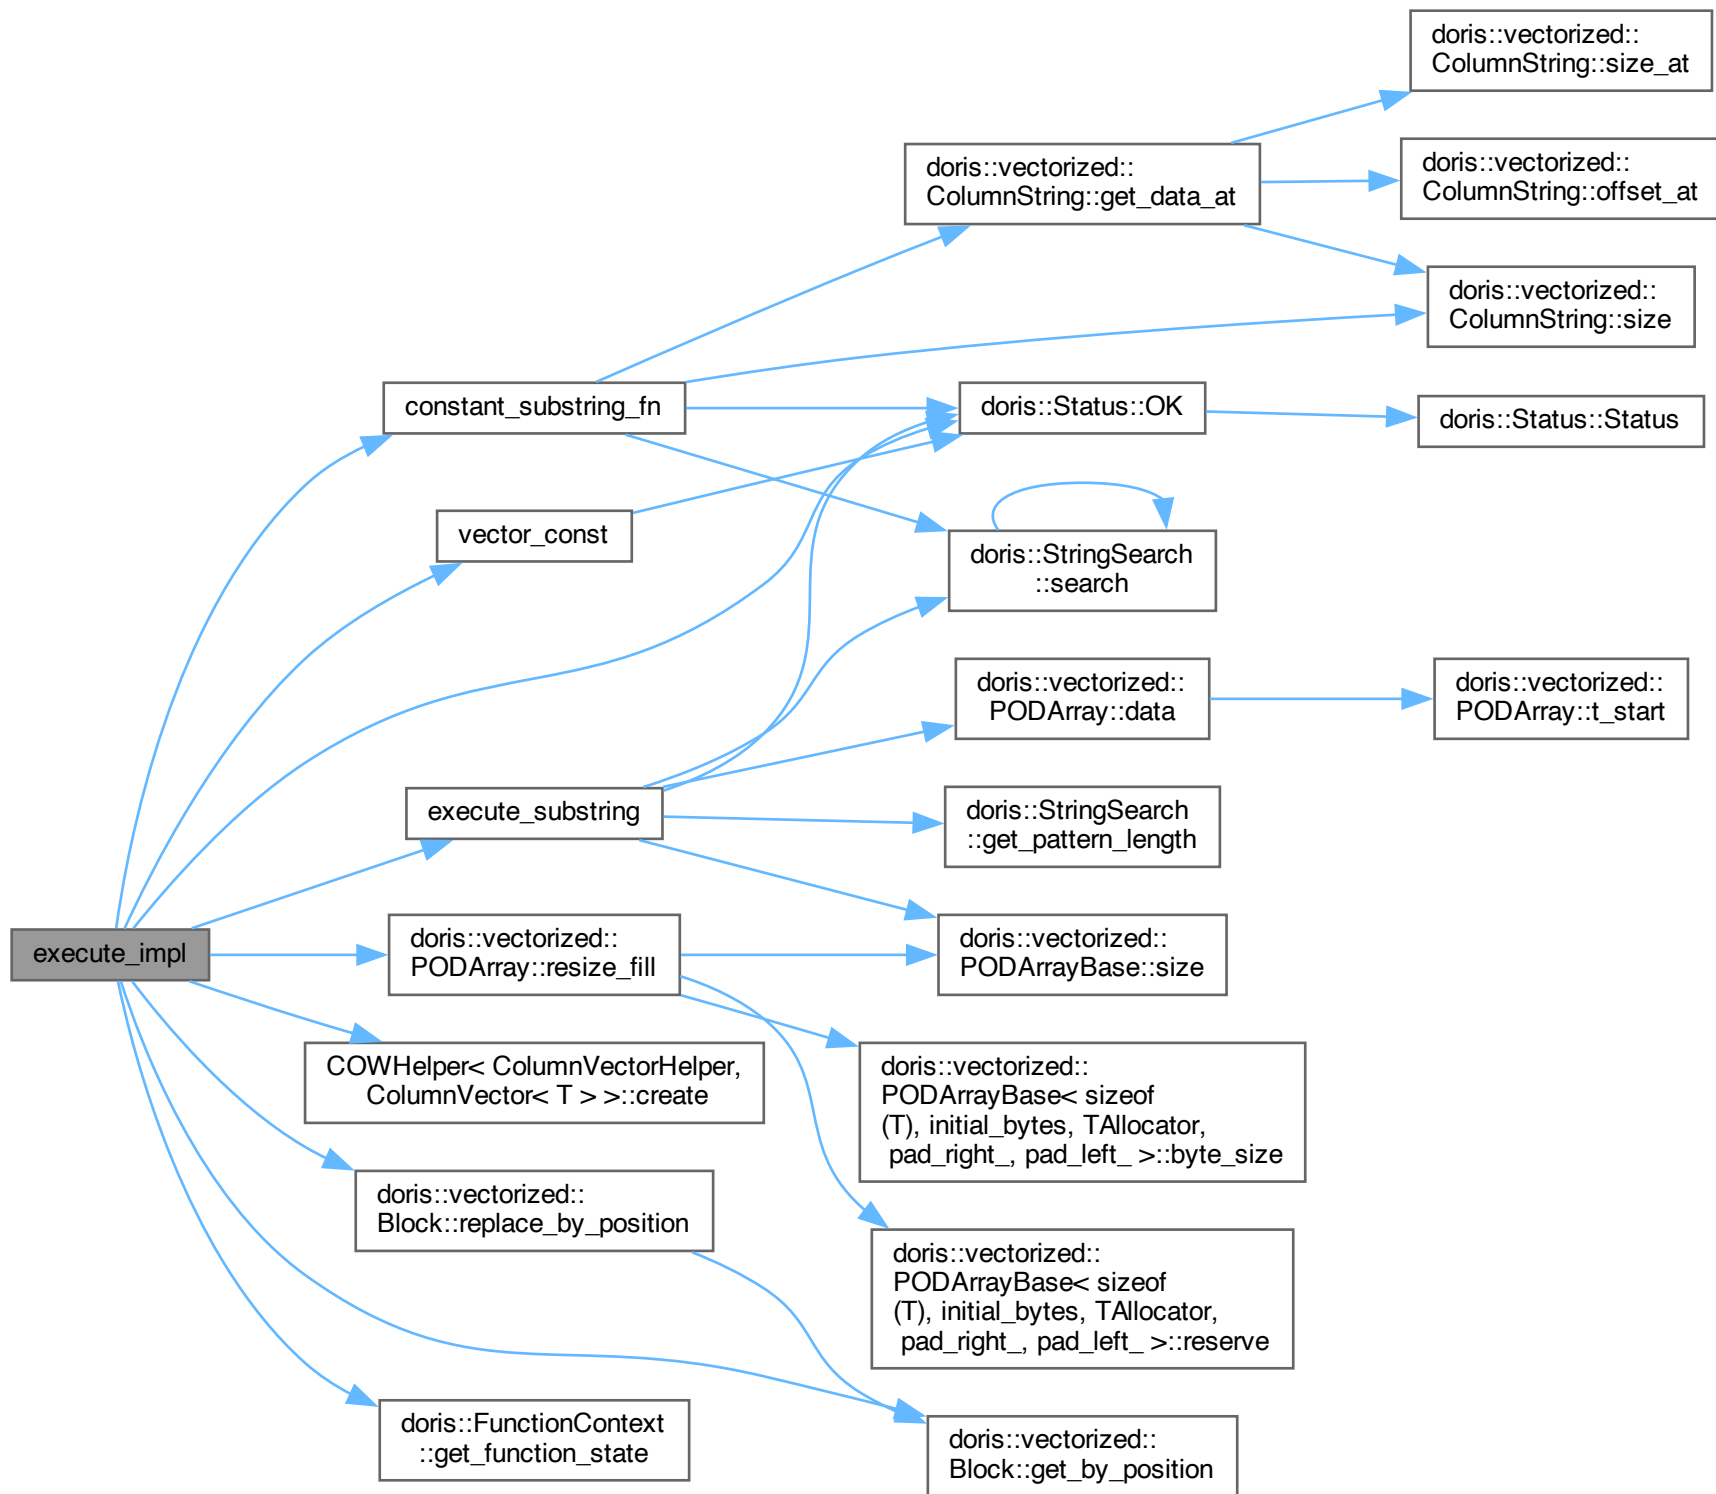 doris::vectorized::
ColumnString::size_at
doris::vectorized::
ColumnString::get_data_at
doris::vectorized::
ColumnString::offset_at
doris::vectorized::
ColumnString::size
constant_substring_fn
doris::Status::OK
doris::Status::Status
vector_const
doris::StringSearch
::search
doris::vectorized::
PODArray::data
doris::vectorized::
PODArray::t_start
execute_substring
doris::StringSearch
::get_pattern_length
execute_impl
doris::vectorized::
PODArray::resize_fill
doris::vectorized::
PODArrayBase::size
COWHelper< ColumnVectorHelper,
ColumnVector< T > >::create
doris::vectorized::
PODArrayBase< sizeof
(T), initial_bytes, TAllocator,
pad_right_, pad_left_ >::byte_size
doris::vectorized::
Block::replace_by_position
doris::vectorized::
PODArrayBase< sizeof
(T), initial_bytes, TAllocator,
pad_right_, pad_left_ >::reserve
doris::FunctionContext
::get_function_state
doris::vectorized::
Block::get_by_position